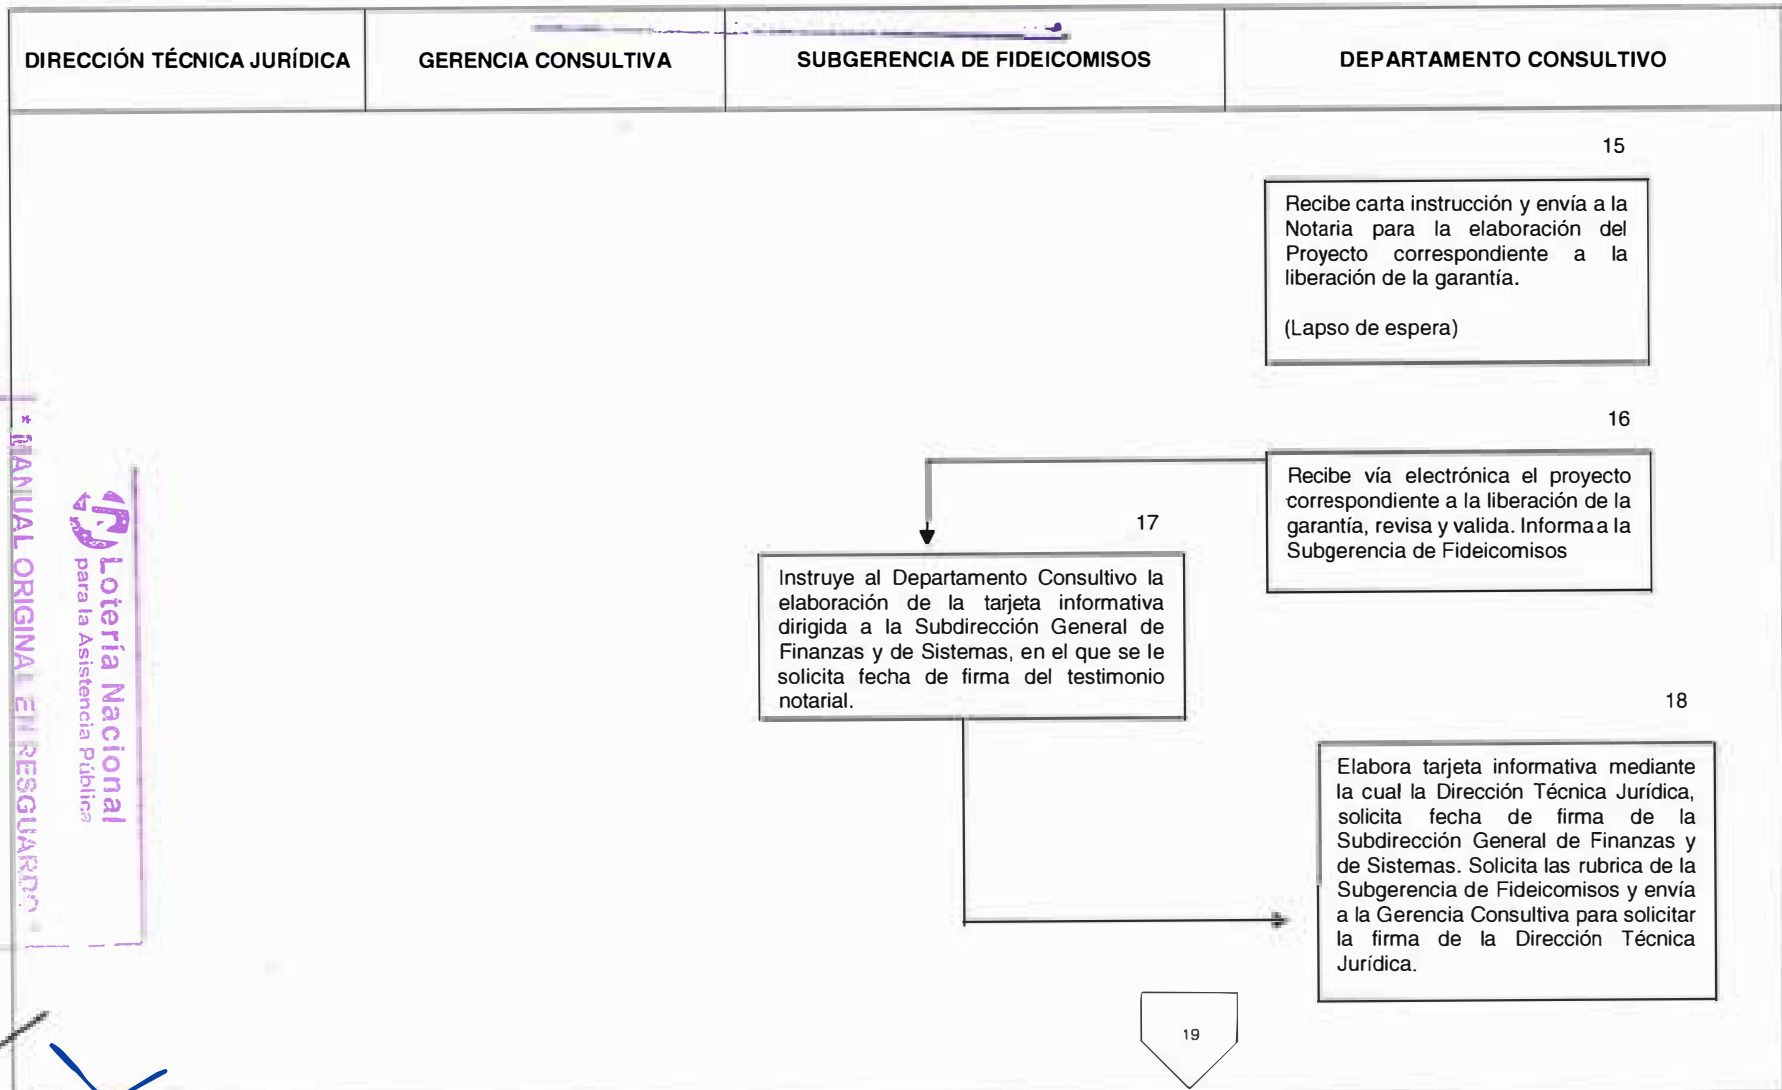 DIRECCIÓN TÉCNICA JURÍDICA
GERENCIA CONSULTIVA
SUBGERENCIA DE FIDEICOMISOS
DEPARTAMENTO CONSULTIVO
15
Recibe carta instrucción y envía a la
Notaria para la elaboración del
Proyecto correspondiente a la
liberación de la garantía.
(Lapso de espera)
16
Recibe vía electrónica el proyecto
correspondiente a la liberación de la
garantía, revisa y valida. Informa a la
Subgerencia de Fideicomisos
17
Instruye al Departamento Consultivo la
elaboración de la tarjeta informativa
dirigida a la Subdirección General de
Finanzas y de Sistemas, en el que se le
solicita fecha de firma del testimonio
notarial.
18
Elabora tarjeta informativa mediante
la cual la Dirección Técnica Jurídica,
solicita fecha de firma de la
Subdirección General de Finanzas y
de Sistemas. Solicita las rubrica de la
Subgerencia de Fideicomisos y envía
a la Gerencia Consultiva para solicitar
la firma de la Dirección Técnica
Jurídica.
19
Lotería Nacional
para la Asistencia Pública
* MANUAL ORIGINAL EN RESGUARDO *